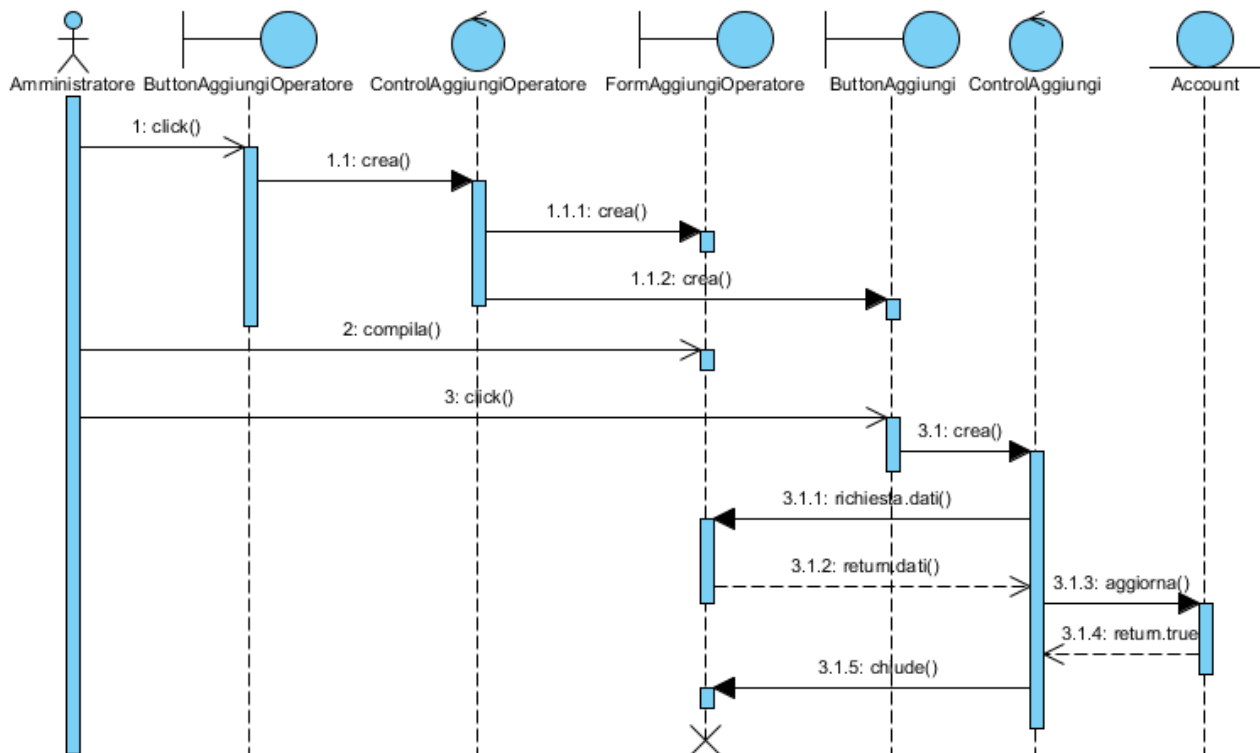 Amministratore ButtonAggiungiOperatore ControlAggiungiOperatore FormAggiungiOperatore ButtonAggiungi ControlAggiungi Account
1: click()
1.1: crea()
1.1.1: crea()
1.1.2: crea()
2: compila()
3: click()
3.1: crea()
3.1.1: richiesta.dati()
3.1.2: return.dati()
3.1.3: aggiorna()
3.1.4: return.true
3.1.5: chiude()